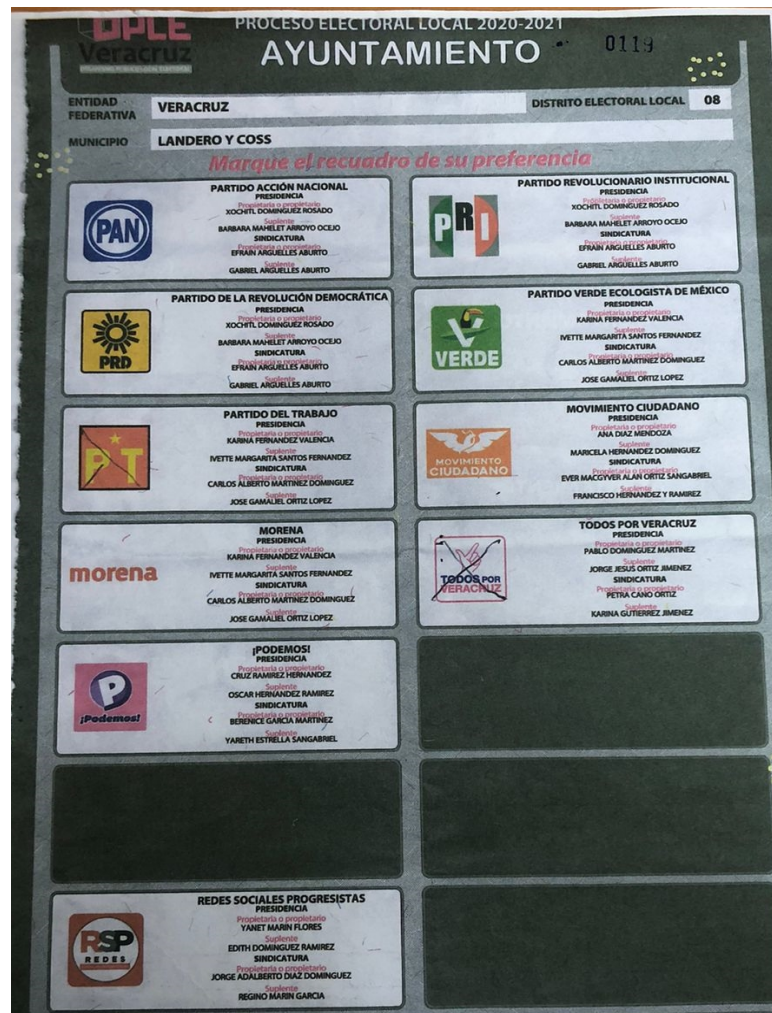 PROCESO ELECTORAL LOCAL 2020-2021
OPLE
Veracruz
AYUNTAMIENTO
0119
ENTIDAD FEDERATIVA
VERACRUZ
DISTRITO ELECTORAL LOCAL 08
MUNICIPIO
LANDERO Y COSS
Marque el recuadro de su preferencia
PAN
PARTIDO ACCIÓN NACIONAL
PRESIDENCIA
Propietaria o propietario
XOCHITL DOMINGUEZ ROSADO
Suplente
BARBARA MAHELET ARROYO OCEJO
SINDICATURA
Propietaria o propietario
EFRAIN ARGUELLES ABURTO
Suplente
GABRIEL ARGUELLES ABURTO
PRI
PARTIDO REVOLUCIONARIO INSTITUCIONAL
PRESIDENCIA
Propietaria o propietario
XOCHITL DOMINGUEZ ROSADO
Suplente
BARBARA MAHELET ARROYO OCEJO
SINDICATURA
Propietaria o propietario
EFRAIN ARGUELLES ABURTO
Suplente
GABRIEL ARGUELLES ABURTO
PRD
PARTIDO DE LA REVOLUCIÓN DEMOCRÁTICA
PRESIDENCIA
Propietaria o propietario
XOCHITL DOMINGUEZ ROSADO
Suplente
BARBARA MAHELET ARROYO OCEJO
SINDICATURA
Propietaria o propietario
EFRAIN ARGUELLES ABURTO
Suplente
GABRIEL ARGUELLES ABURTO
VERDE
PARTIDO VERDE ECOLOGISTA DE MÉXICO
PRESIDENCIA
Propietaria o propietario
KARINA FERNANDEZ VALENCIA
Suplente
IVETTE MARGARITA SANTOS FERNANDEZ
SINDICATURA
Propietaria o propietario
CARLOS ALBERTO MARTINEZ DOMINGUEZ
Suplente
JOSE GAMALIEL ORTIZ LOPEZ
PT
PARTIDO DEL TRABAJO
PRESIDENCIA
Propietaria o propietario
KARINA FERNANDEZ VALENCIA
Suplente
IVETTE MARGARITA SANTOS FERNANDEZ
SINDICATURA
Propietaria o propietario
CARLOS ALBERTO MARTINEZ DOMINGUEZ
Suplente
JOSE GAMALIEL ORTIZ LOPEZ
MOVIMIENTO
CIUDADANO
MOVIMIENTO CIUDADANO
PRESIDENCIA
Propietaria o propietario
ANA DIAZ MENDOZA
Suplente
MARICELA HERNANDEZ DOMINGUEZ
SINDICATURA
Propietaria o propietario
EVER MACGYVER ALAN ORTIZ SANGABRIEL
Suplente
FRANCISCO HERNANDEZ Y RAMIREZ
morena
MORENA
PRESIDENCIA
Propietaria o propietario
KARINA FERNANDEZ VALENCIA
Suplente
IVETTE MARGARITA SANTOS FERNANDEZ
SINDICATURA
Propietaria o propietario
CARLOS ALBERTO MARTINEZ DOMINGUEZ
Suplente
JOSE GAMALIEL ORTIZ LOPEZ
TODOS POR
VERACRUZ
TODOS POR VERACRUZ
PRESIDENCIA
Propietaria o propietario
PABLO DOMINGUEZ MARTINEZ
Suplente
JORGE JESUS ORTIZ JIMENEZ
SINDICATURA
Propietaria o propietario
PETRA CANO ORTIZ
Suplente
KARINA GUTIERREZ JIMENEZ
P
¡Podemos!
¡PODEMOS!
PRESIDENCIA
Propietaria o propietario
CRUZ RAMIREZ HERNANDEZ
Suplente
OSCAR HERNANDEZ RAMIREZ
SINDICATURA
Propietaria o propietario
BERENICE GARCIA MARTINEZ
Suplente
YARETH ESTRELLA SANGABRIEL
RSP
REDES
REDES SOCIALES PROGRESISTAS
PRESIDENCIA
Propietaria o propietario
YANET MARIN FLORES
Suplente
EDITH DOMINGUEZ RAMIREZ
SINDICATURA
Propietaria o propietario
JORGE ADALBERTO DIAZ DOMINGUEZ
Suplente
REGINO MARIN GARCIA